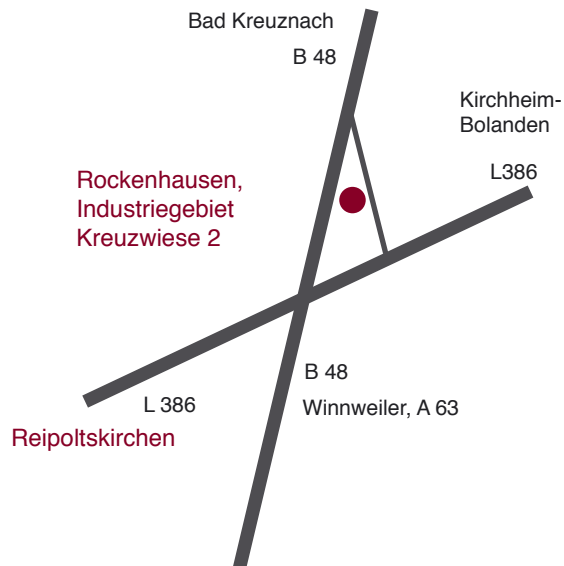 Bad Kreuznach
B 48
Kirchheim-
Bolanden
L386
Rockenhausen,
Industriegebiet
Kreuzwiese 2
B 48
L 386
Winnweiler, A 63
Reipoltskirchen